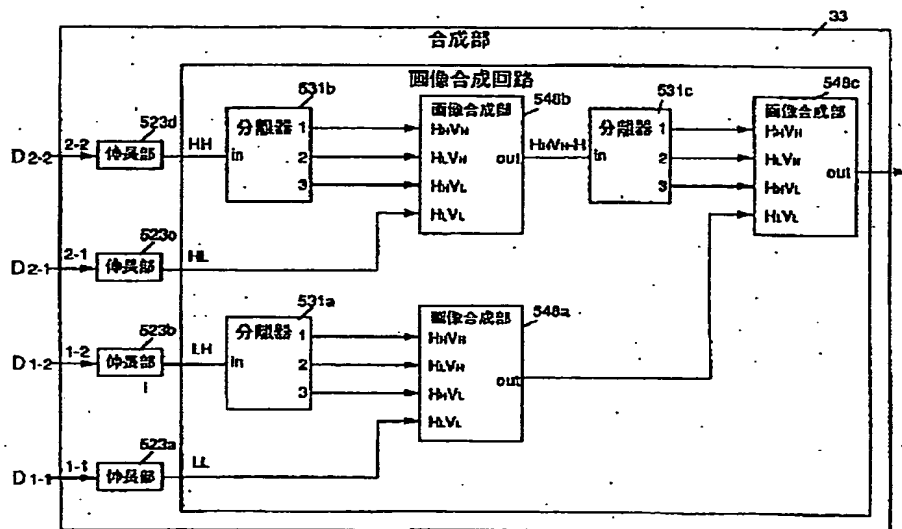 33
合成部
画像合成回路
523d
531b
548b
531c
548c
D2-2
2-2
伸長部
HH
分離器
in
1
2
3
画像合成部
HHVH
HLVH
HHVL
HLVL
out
HHVH-H
分離器
in
1
2
3
画像合成部
HHVH
HLVH
HHVL
HLVL
out
523c
D2-1
2-1
伸長部
HL
523b
531a
548a
D1-2
1-2
伸長部
LH
分離器
in
1
2
3
画像合成部
HHVH
HLVH
HHVL
HLVL
out
523a
D1-1
1-1
伸長部
LL